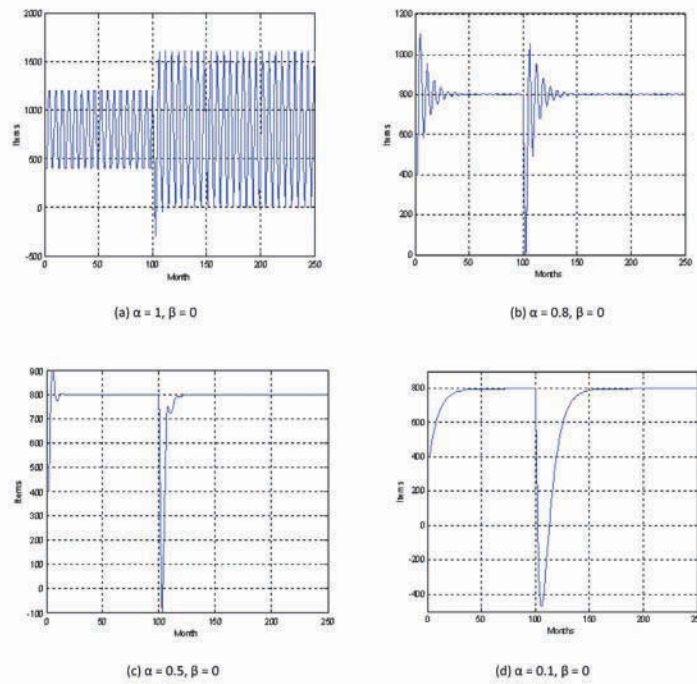 2000
1500
1000
500
0
-500
Items
0 50 100 150 200 250
Month
(a) α = 1, β = 0
1200
1000
800
600
400
200
0
Items
0 50 100 150 200 250
Months
(b) α = 0.8, β = 0
900
800
700
600
500
400
300
200
100
0
-100
Items
0 50 100 150 200 250
Month
(c) α = 0.5, β = 0
800
600
400
200
0
-200
-400
Items
0 50 100 150 200 250
Months
(d) α = 0.1, β = 0